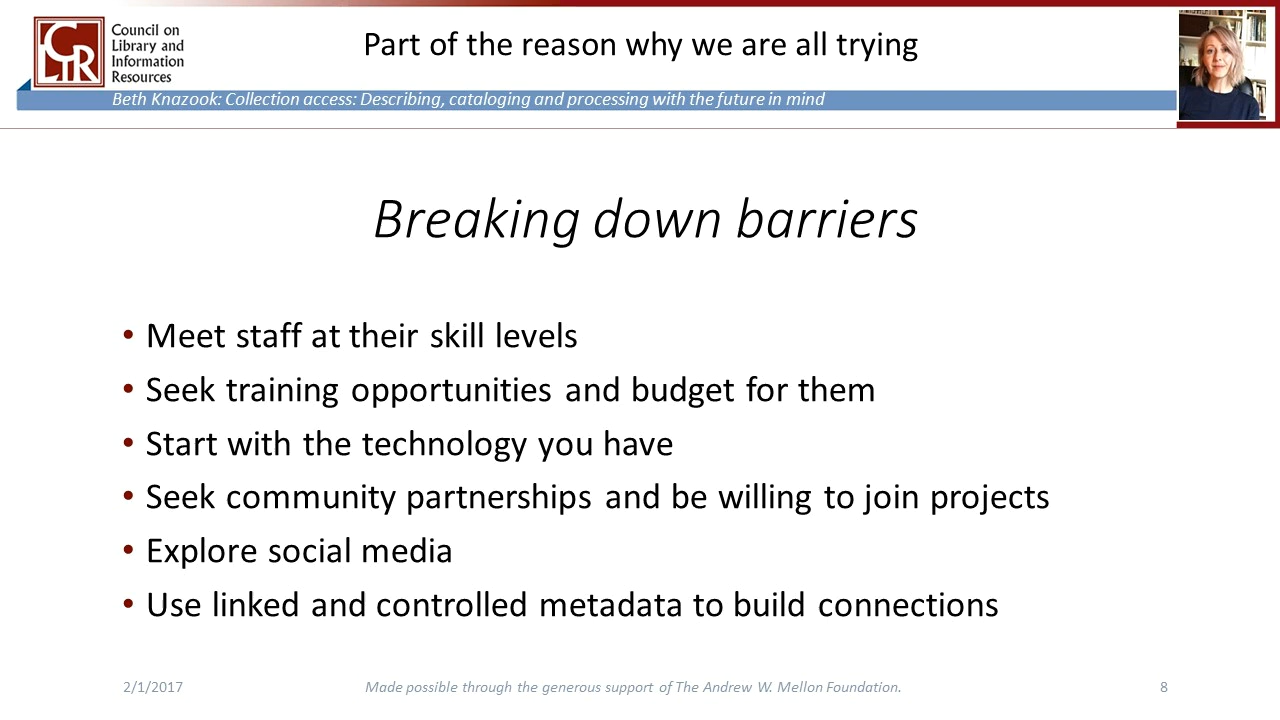 CLIR
Council on
Library and
Information
Resources
Part of the reason why we are all trying
Beth Knazook: Collection access: Describing, cataloging and processing with the future in mind
Breaking down barriers
• Meet staff at their skill levels
• Seek training opportunities and budget for them
• Start with the technology you have
• Seek community partnerships and be willing to join projects
• Explore social media
• Use linked and controlled metadata to build connections
2/1/2017
Made possible through the generous support of The Andrew W. Mellon Foundation.
8